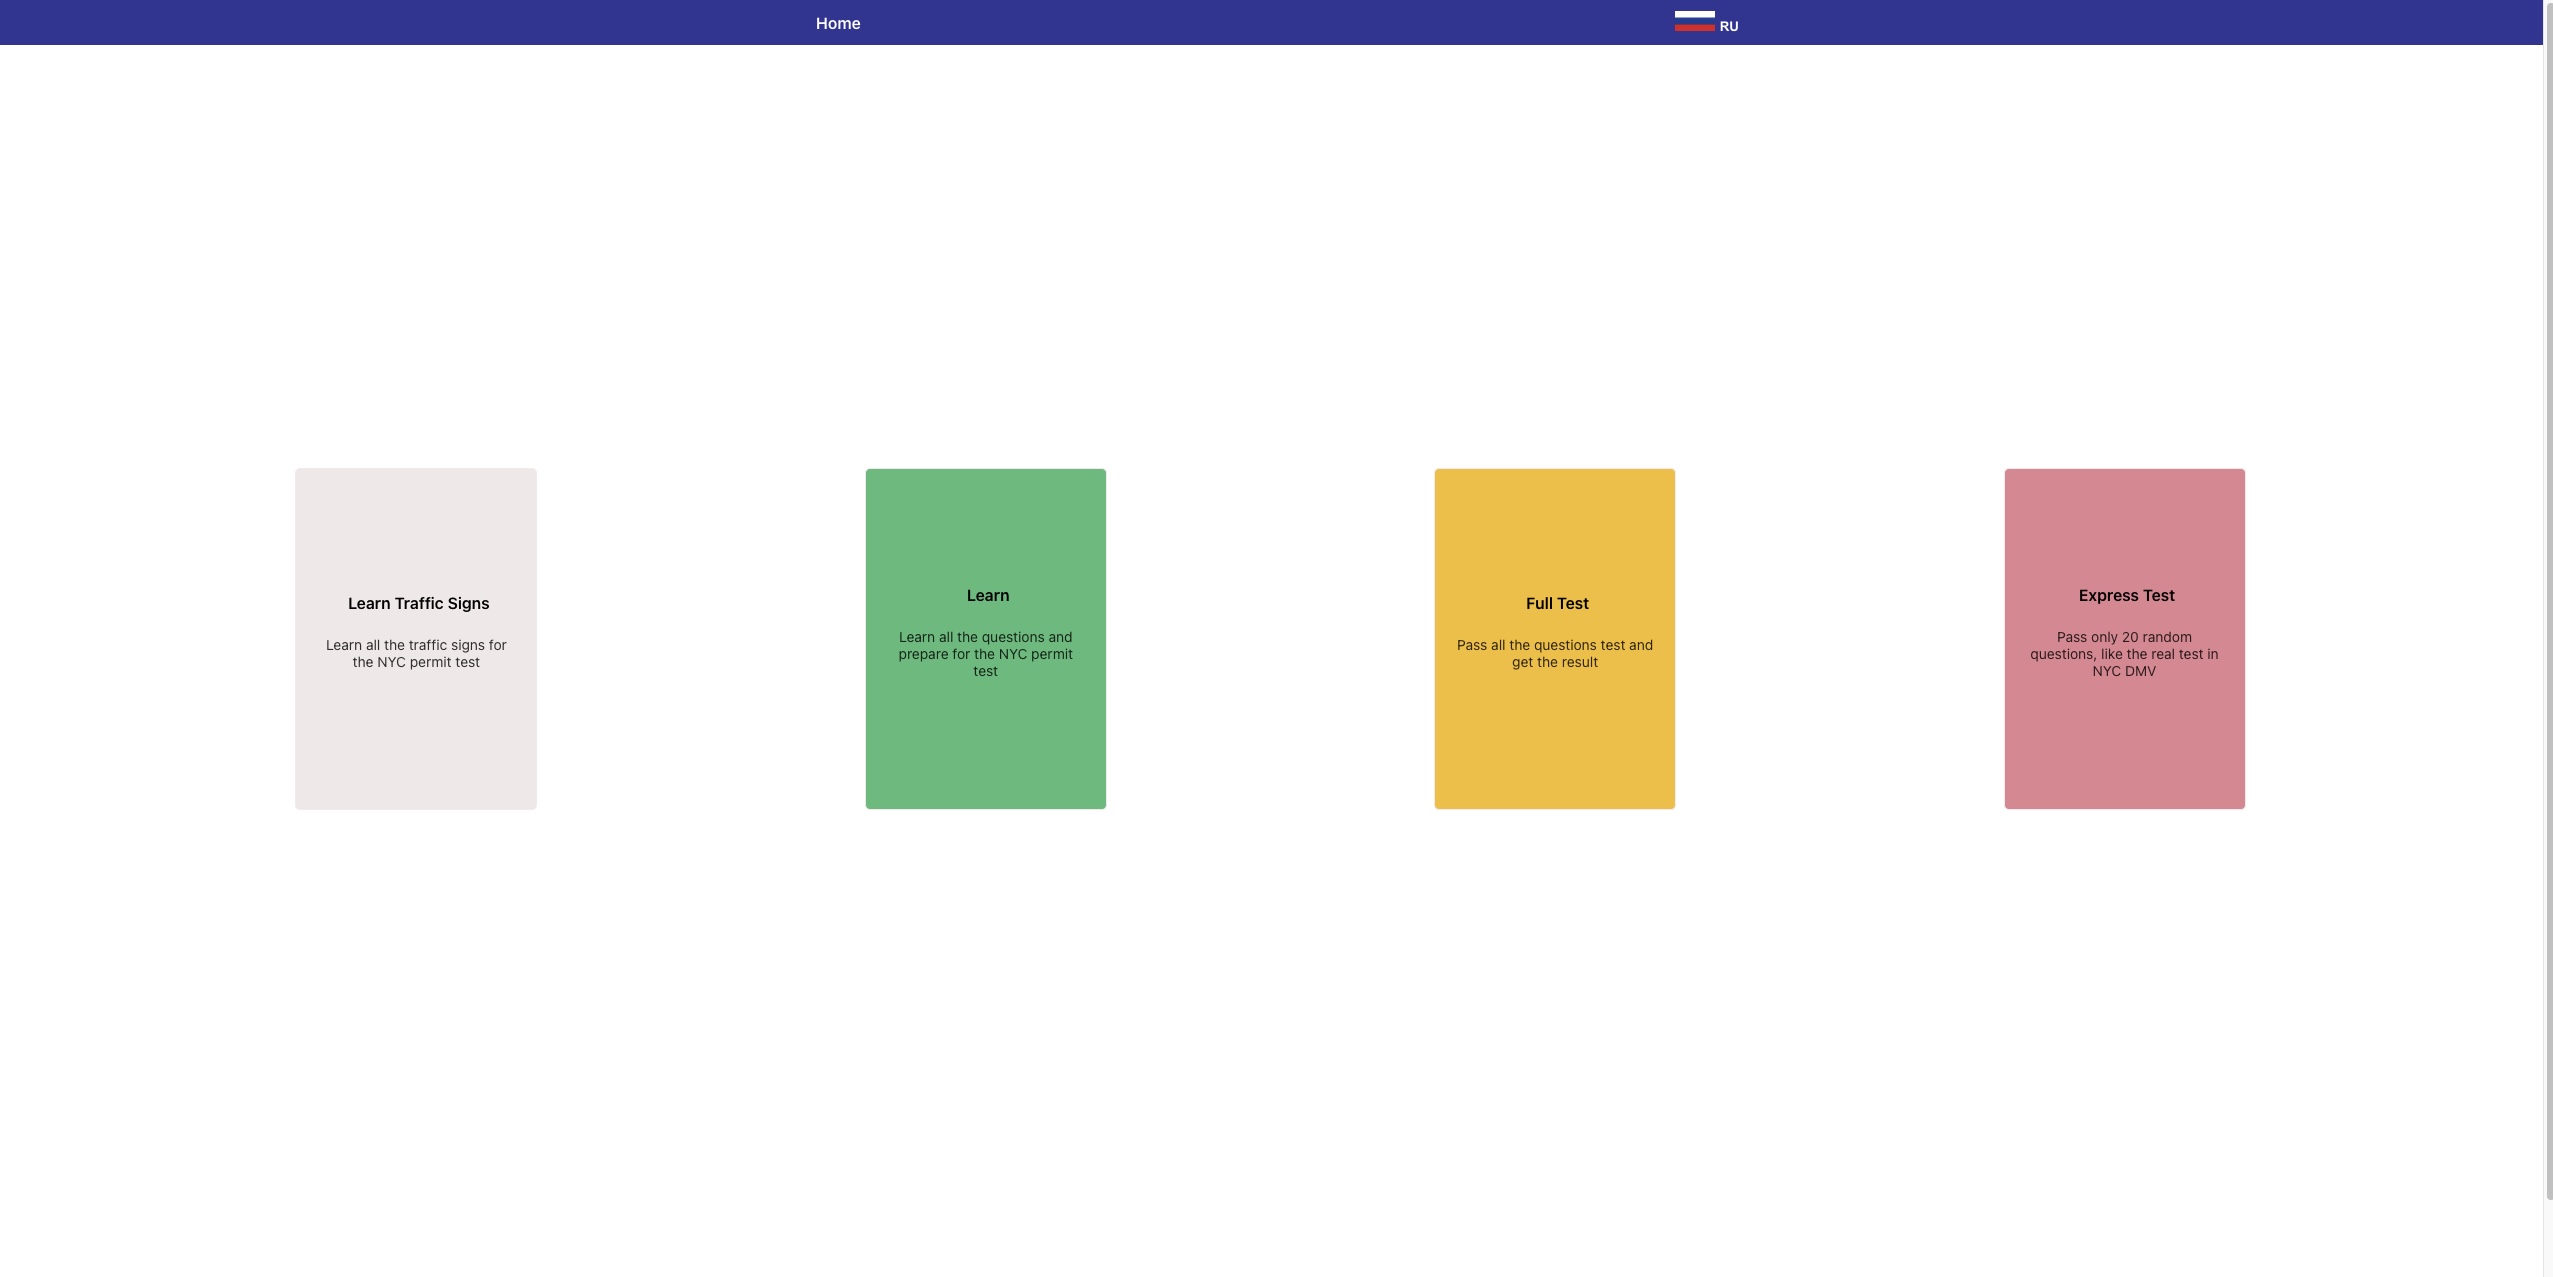 Home
RU
Learn Traffic Signs
Learn all the traffic signs for
the NYC permit test
Learn
Learn all the questions and
prepare for the NYC permit
test
Full Test
Pass all the questions test and
get the result
Express Test
Pass only 20 random
questions, like the real test in
NYC DMV